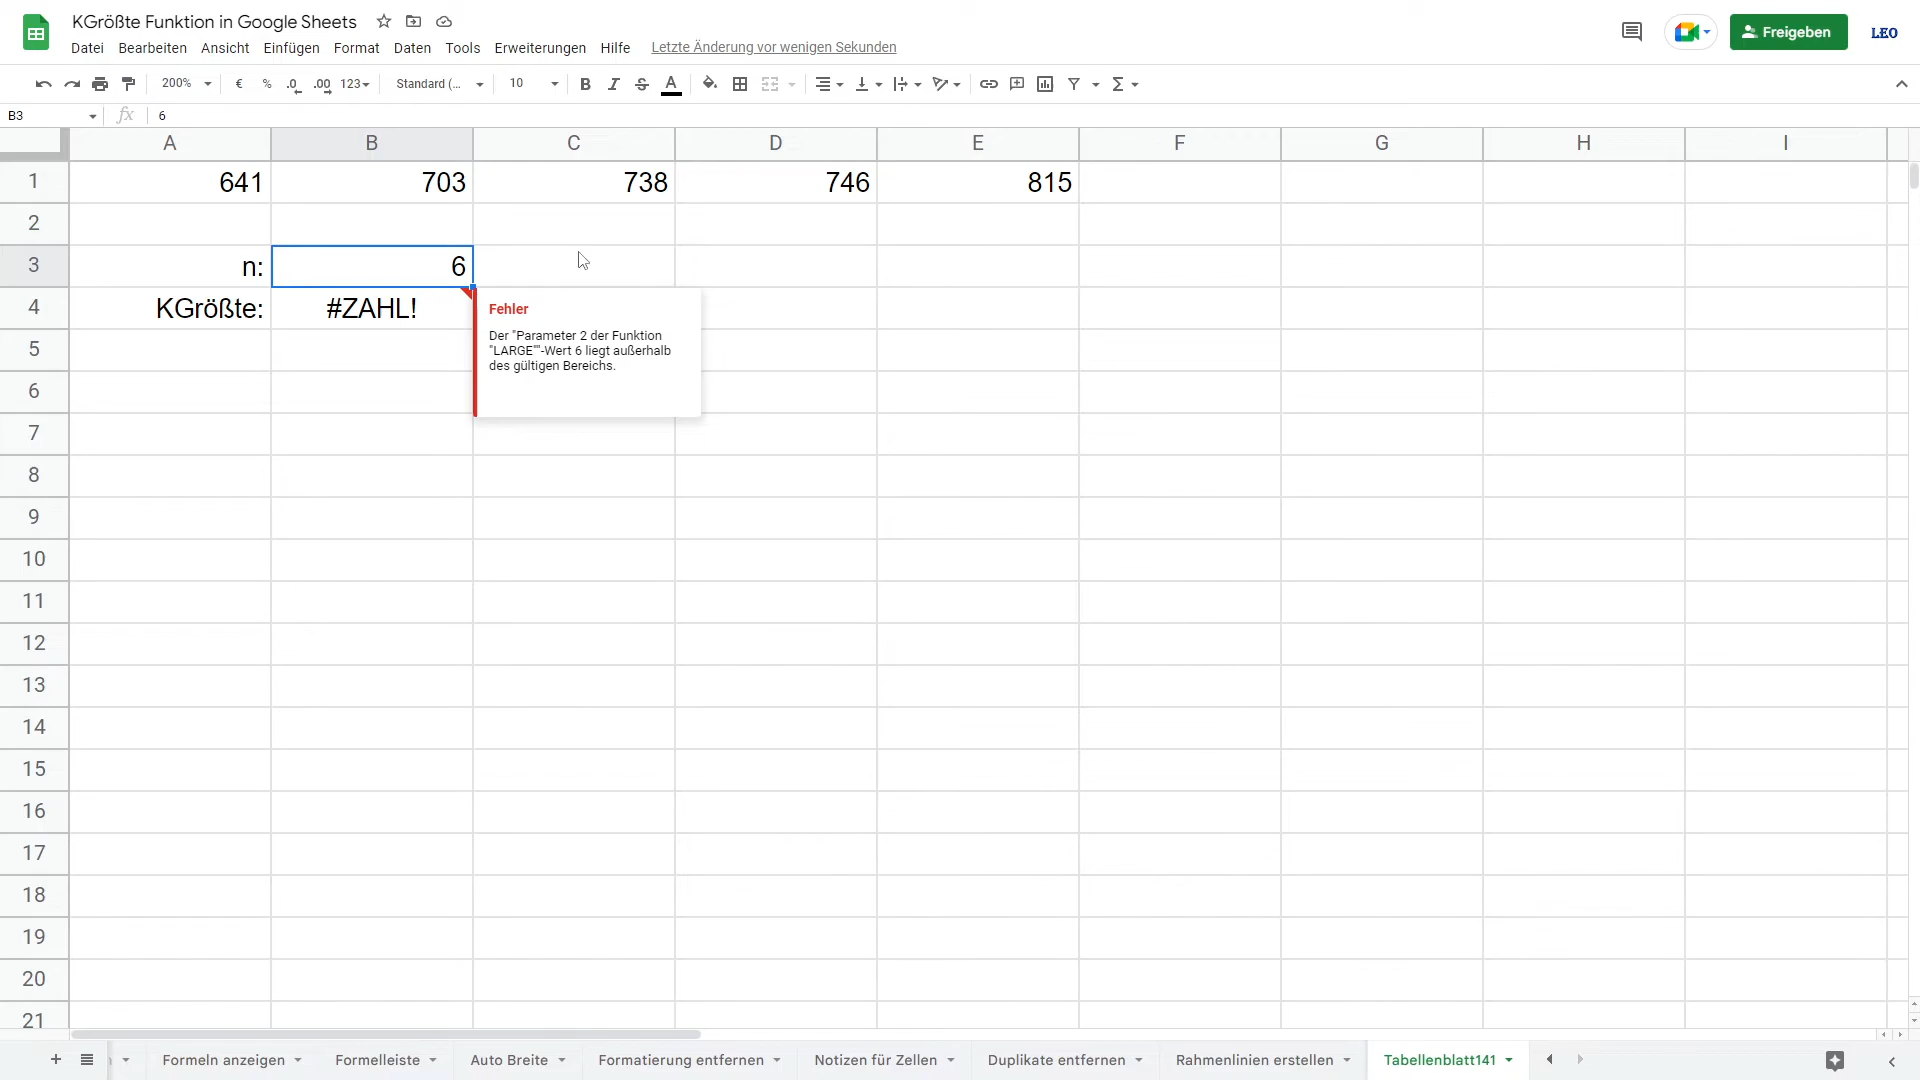 KGrößte Funktion in Google Sheets
Datei Bearbeiten Ansicht Einfügen Format Daten Tools Erweiterungen Hilfe Letzte Änderung vor wenigen Sekunden
Freigeben
LEO
200% € % .0 .00 123 Standard (... 10 B I S A Σ
B3 fx 6
A B C D E F G H I
1 641 703 738 746 815
2
3 n: 6
4 KGrößte: #ZAHL!
Fehler
Der "Parameter 2 der Funktion
"LARGE""-Wert 6 liegt außerhalb
des gültigen Bereichs.
5
6
7
8
9
10
11
12
13
14
15
16
17
18
19
20
21
+ Formeln anzeigen Formelleiste Auto Breite Formatierung entfernen Notizen für Zellen Duplikate entfernen Rahmenlinien erstellen Tabellenblatt141